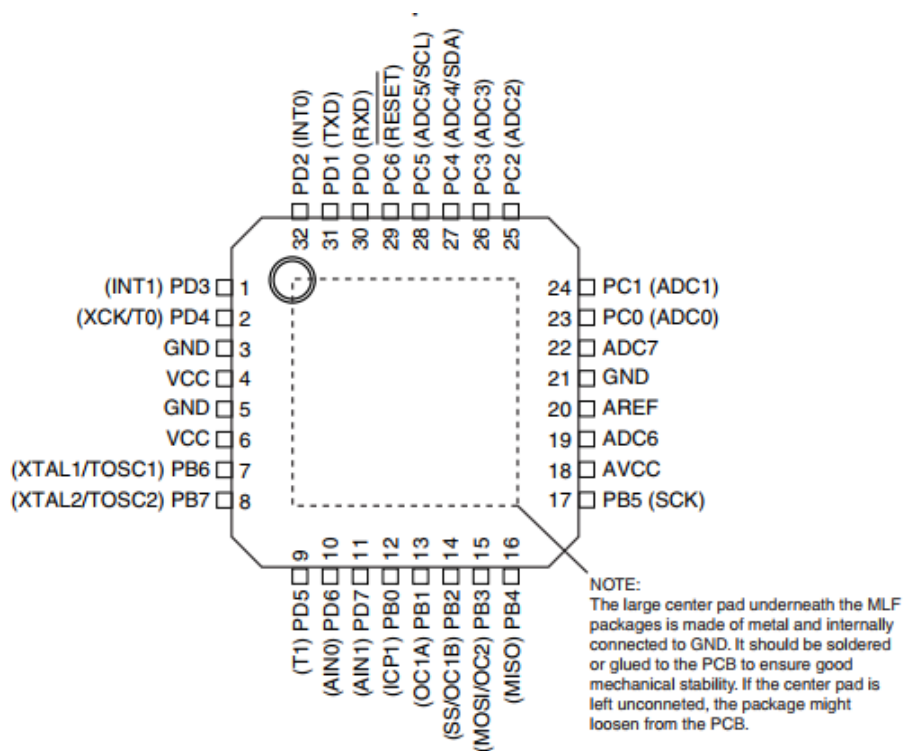 PD2 (INT0)
PD1 (TXD)
PD0 (RXD)
PC6 (RESET)
PC5 (ADC5/SCL)
PC4 (ADC4/SDA)
PC3 (ADC3)
PC2 (ADC2)
32 31 30 29 28 27 26 25
(INT1) PD3 1
(XCK/T0) PD4 2
GND 3
VCC 4
GND 5
VCC 6
(XTAL1/TOSC1) PB6 7
(XTAL2/TOSC2) PB7 8
24 PC1 (ADC1)
23 PC0 (ADC0)
22 ADC7
21 GND
20 AREF
19 ADC6
18 AVCC
17 PB5 (SCK)
9 10 11 12 13 14 15 16
(T1) PD5
(AIN0) PD6
(AIN1) PD7
(ICP1) PB0
(OC1A) PB1
(SS/OC1B) PB2
(MOSI/OC2) PB3
(MISO) PB4
NOTE:
The large center pad underneath the MLF
packages is made of metal and internally
connected to GND. It should be soldered
or glued to the PCB to ensure good
mechanical stability. If the center pad is
left unconneted, the package might
loosen from the PCB.